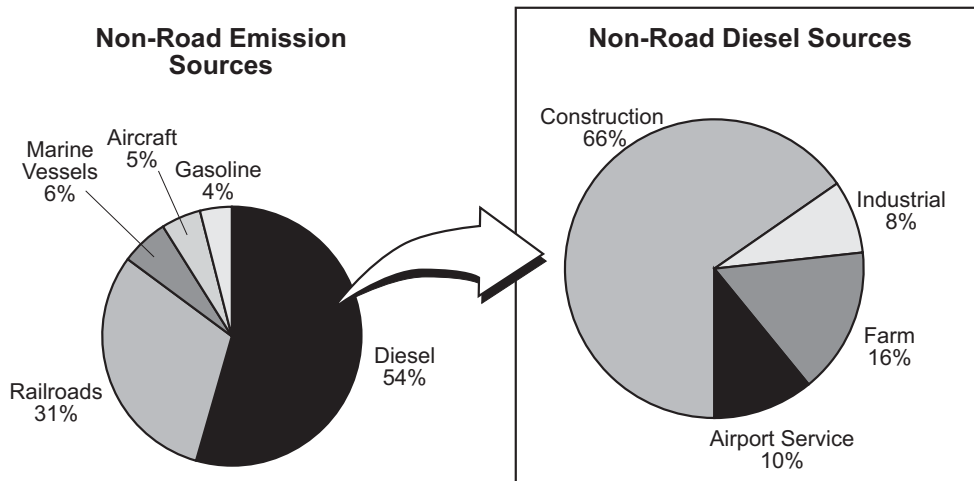 Non-Road Emission
Sources
Marine
Vessels
6%
Aircraft
5%
Gasoline
4%
Diesel
54%
Railroads
31%
Non-Road Diesel Sources
Construction
66%
Industrial
8%
Farm
16%
Airport Service
10%